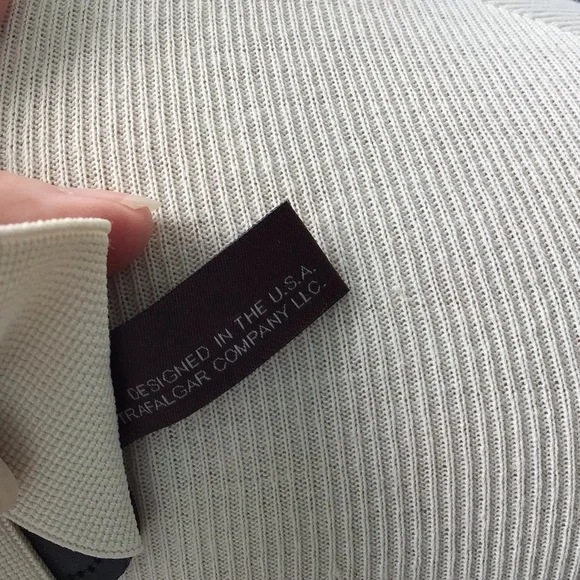 DESIGNED IN THE U.S.A.
TRAFALGAR COMPANY LLC.